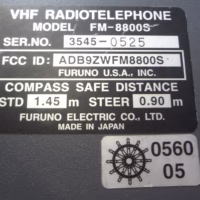 VHF RADIOTELEPHONE
MODEL FM-8800S
SER.NO. 3545-0525
FCC ID: ADB9ZWFM8800S
FURUNO U.S.A., INC.
COMPASS SAFE DISTANCE
STD 1.45 m STEER 0.90 m
FURUNO ELECTRIC CO., LTD.
MADE IN JAPAN
0560
05